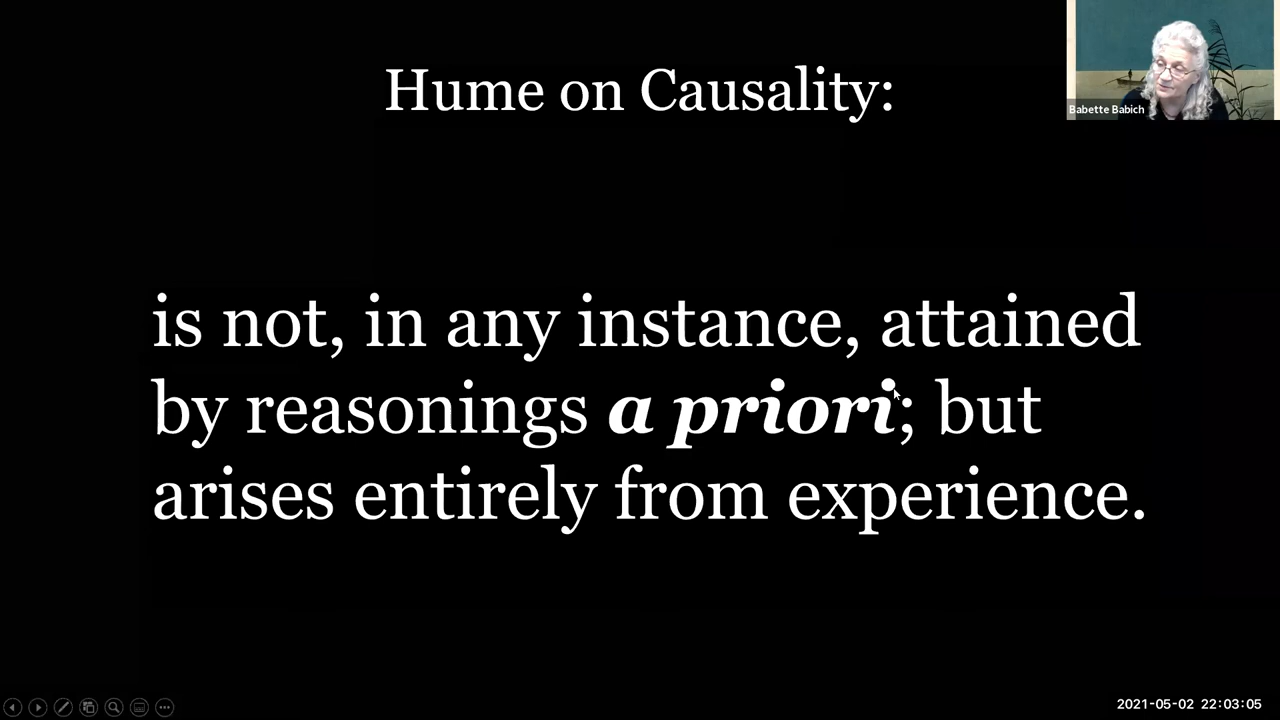 Hume on Causality:
Babette Babich
is not, in any instance, attained
by reasonings a priori; but
arises entirely from experience.
2021-05-02 22:03:05